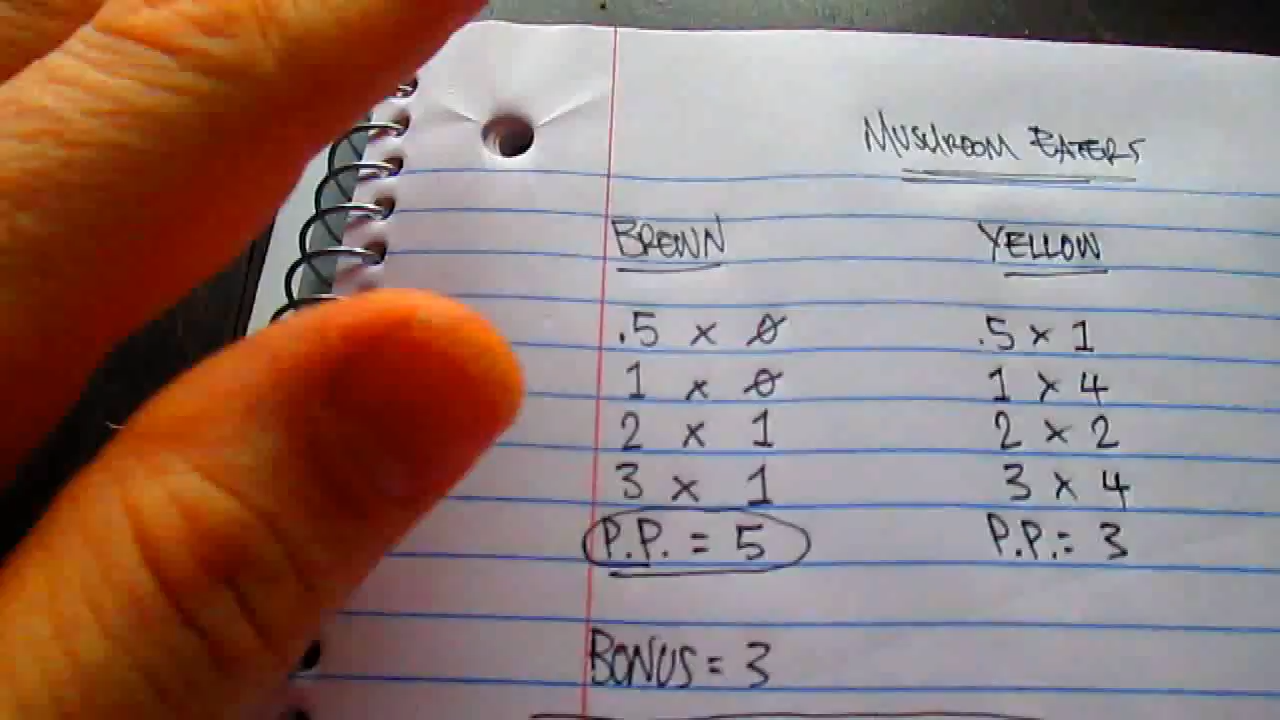 MUSHROOM EATERS
BROWN YELLOW
.5 x 0 .5 x 1
1 x 0 1 x 4
2 x 1 2 x 2
3 x 1 3 x 4
P.P. = 5 P.P. = 3
BONUS = 3